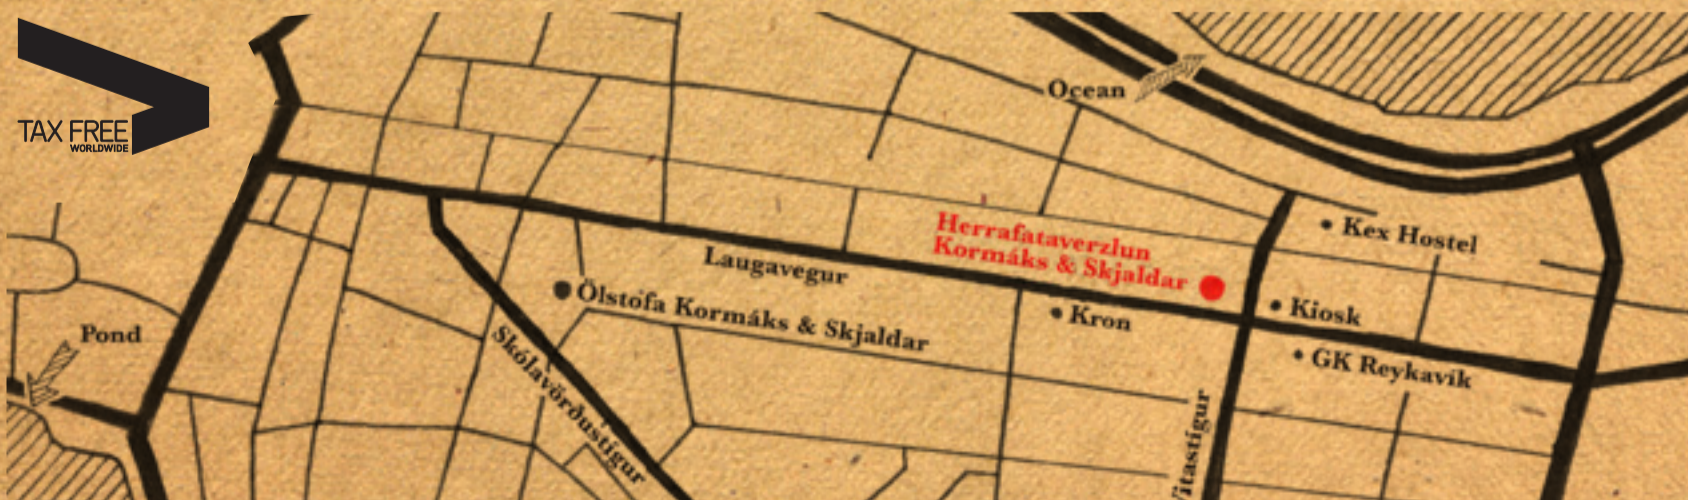 TAX FREE
WORLDWIDE
Ocean
Herrafataverzlun
Kormáks & Skjaldar
Kex Hostel
Laugavegur
Ölstofa Kormáks & Skjaldar
Kron
Kiosk
GK Reykavík
Pond
Skólavörðustígur